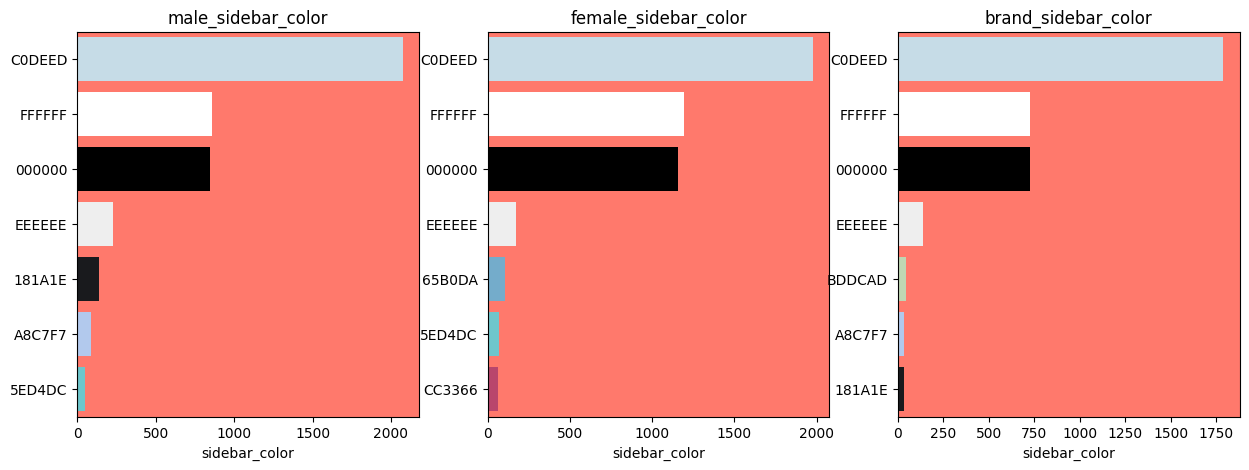 male_sidebar_color
C0DEED
FFFFFF
000000
EEEEEE
181A1E
A8C7F7
5ED4DC
0 500 1000 1500 2000
sidebar_color
female_sidebar_color
C0DEED
FFFFFF
000000
EEEEEE
65B0DA
5ED4DC
CC3366
0 500 1000 1500 2000
sidebar_color
brand_sidebar_color
C0DEED
FFFFFF
000000
EEEEEE
BDDCAD
A8C7F7
181A1E
0 250 500 750 1000 1250 1500 1750
sidebar_color